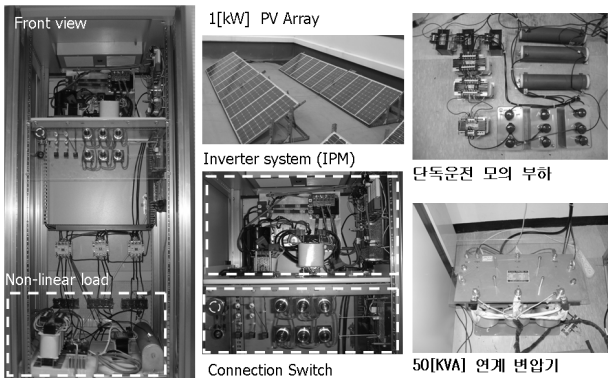 Front view
Non-linear load
1[kW] PV Array
Inverter system (IPM)
Connection Switch
단독운전 모의 부하
50[KVA] 연계 변압기